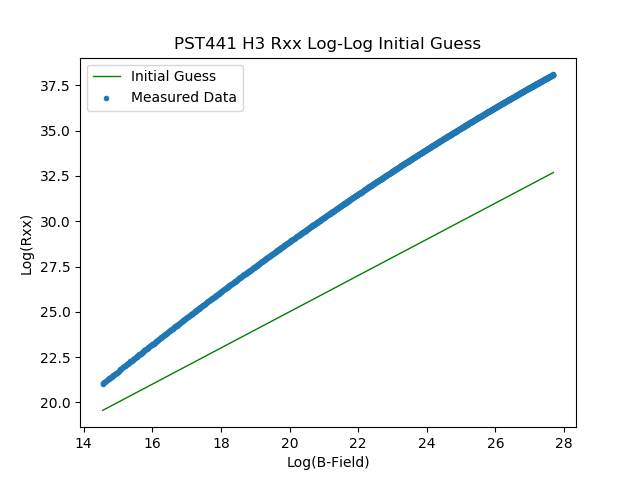 PST441 H3 Rxx Log-Log Initial Guess
Initial Guess
Measured Data
37.5
35.0
32.5
30.0
27.5
25.0
22.5
20.0
Log(Rxx)
14 16 18 20 22 24 26 28
Log(B-Field)